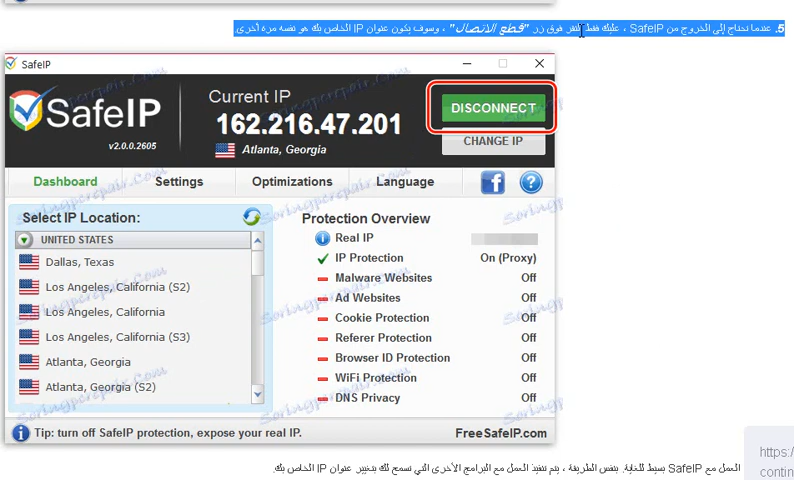 5. عندما تحتاج إلى الخروج من SafeIP ، عليك فقط النقر فوق زر "قطع الاتصال" ، وسوف يكون عنوان IP الخاص بك هو نفسه مرة أخرى.
SafeIP
SafeIP
v2.0.0.2605
Current IP
162.216.47.201
Atlanta, Georgia
DISCONNECT
CHANGE IP
Dashboard Settings Optimizations Language
Select IP Location:
UNITED STATES
Dallas, Texas
Los Angeles, California (S2)
Los Angeles, California
Los Angeles, California (S3)
Atlanta, Georgia
Atlanta, Georgia (S2)
Protection Overview
Real IP
IP Protection On (Proxy)
Malware Websites Off
Ad Websites Off
Cookie Protection Off
Referer Protection Off
Browser ID Protection Off
WiFi Protection Off
DNS Privacy Off
Tip: turn off SafeIP protection, expose your real IP.
FreeSafeIP.com
العمل مع SafeIP بسيط للغاية. بنفس الطريقة ، يتم تنفيذ العمل مع البرامج الأخرى التي تسمح لك بتغيير عنوان IP الخاص بك.
https:/
contin
Soringpcrepair.com